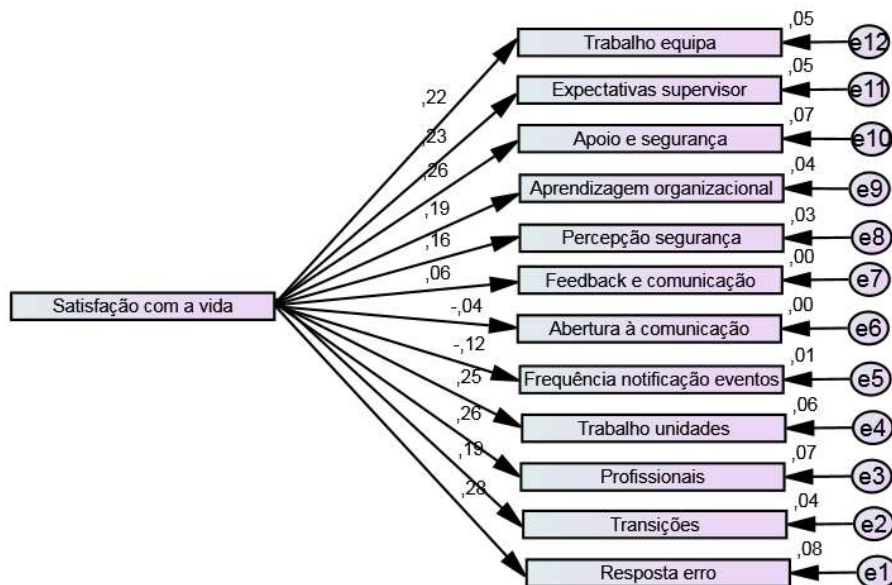 ,05
Trabalho equipa
e12
,22
,05
Expectativas supervisor
e11
,23
,07
Apoio e segurança
e10
,26
,04
Aprendizagem organizacional
e9
,19
,03
Percepção segurança
e8
,16
,00
Feedback e comunicação
e7
,06
Satisfação com a vida
,00
Abertura à comunicação
e6
-,04
,01
Frequência notificação eventos
e5
-,12
,06
Trabalho unidades
e4
,25
,07
Profissionais
e3
,26
,04
Transições
e2
,19
,08
Resposta erro
e1
,28